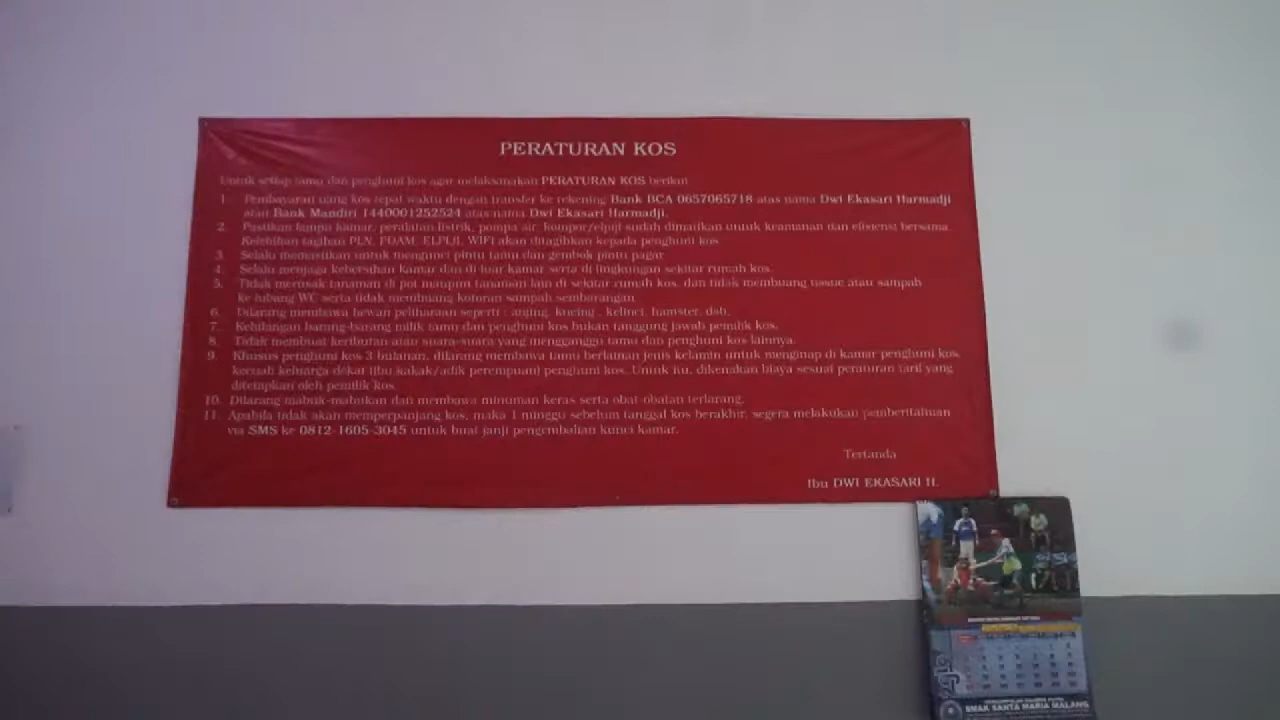 PERATURAN KOS
Untuk setiap tamu dan penghuni kos agar melaksanakan PERATURAN KOS berikut
1. Pembayaran uang kos tepat waktu dengan transfer ke rekening Bank BCA 0657065718 atas nama Dwi Ekasari Harmadji
atau Bank Mandiri 1440001252524 atas nama Dwi Ekasari Harmadji.
2. Pastikan lampu kamar, peralatan listrik, pompa air, kompor/elpiji sudah dimatikan untuk keamanan dan efisiensi bersama.
Kelebihan tagihan PLN, PDAM, ELPIJI, WIFI akan ditagihkan kepada penghuni kos
3. Selalu memastikan untuk mengunci pintu tamu dan gembok pintu pagar
4. Selalu menjaga kebersihan kamar dan di luar kamar serta di lingkungan sekitar rumah kos.
5. Tidak merusak tanaman di pot maupun tanaman lain di sekitar rumah kos, dan tidak membuang tissue atau sampah
ke lubang WC serta tidak membuang kotoran sampah sembarangan
6. Dilarang membawa hewan peliharaan seperti : anjing, kucing , kelinci, hamster, dsb.
7. Kehilangan barang-barang milik tamu dan penghuni kos bukan tanggung jawab pemilik kos.
8. Tidak membuat keributan atau suara-suara yang mengganggu tamu dan penghuni kos lainnya.
9. Khusus penghuni kos 3 bulanan, dilarang membawa tamu berlainan jenis kelamin untuk menginap di kamar penghuni kos,
kecuali keluarga dekat (ibu/kakak/adik perempuan) penghuni kos. Untuk itu, dikenakan biaya sesuai peraturan tarif yang
ditetapkan oleh pemilik kos
10. Dilarang mabuk-mabukan dan membawa minuman keras serta obat-obatan terlarang.
11. Apabila tidak akan memperpanjang kos, maka 1 minggu sebelum tanggal kos berakhir, segera melakukan pemberitahuan
via SMS ke 0812-1605-3045 untuk buat janji pengembalian kunci kamar.
Tertanda
Ibu DWI EKASARI H.
SMAK SANTA MARIA MALANG